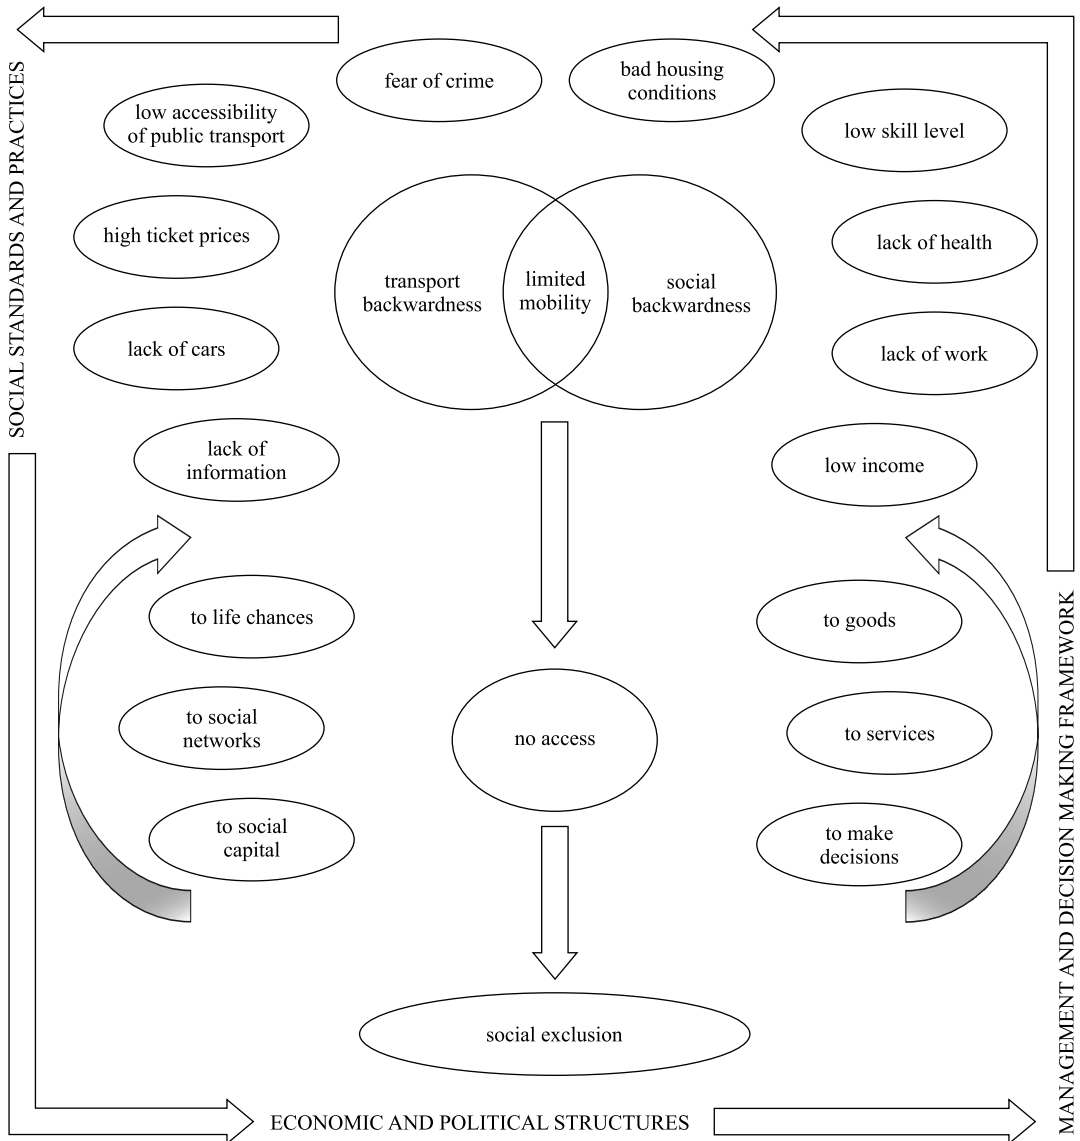 fear of crime
bad housing
conditions
low accessibility
of public transport
low skill level
high ticket prices
lack of health
transport
backwardness
limited
mobility
social
backwardness
lack of cars
lack of work
lack of
information
low income
to life chances
to goods
to social
networks
no access
to services
to social
capital
to make
decisions
social exclusion
SOCIAL STANDARDS AND PRACTICES
ECONOMIC AND POLITICAL STRUCTURES
MANAGEMENT AND DECISION MAKING FRAMEWORK